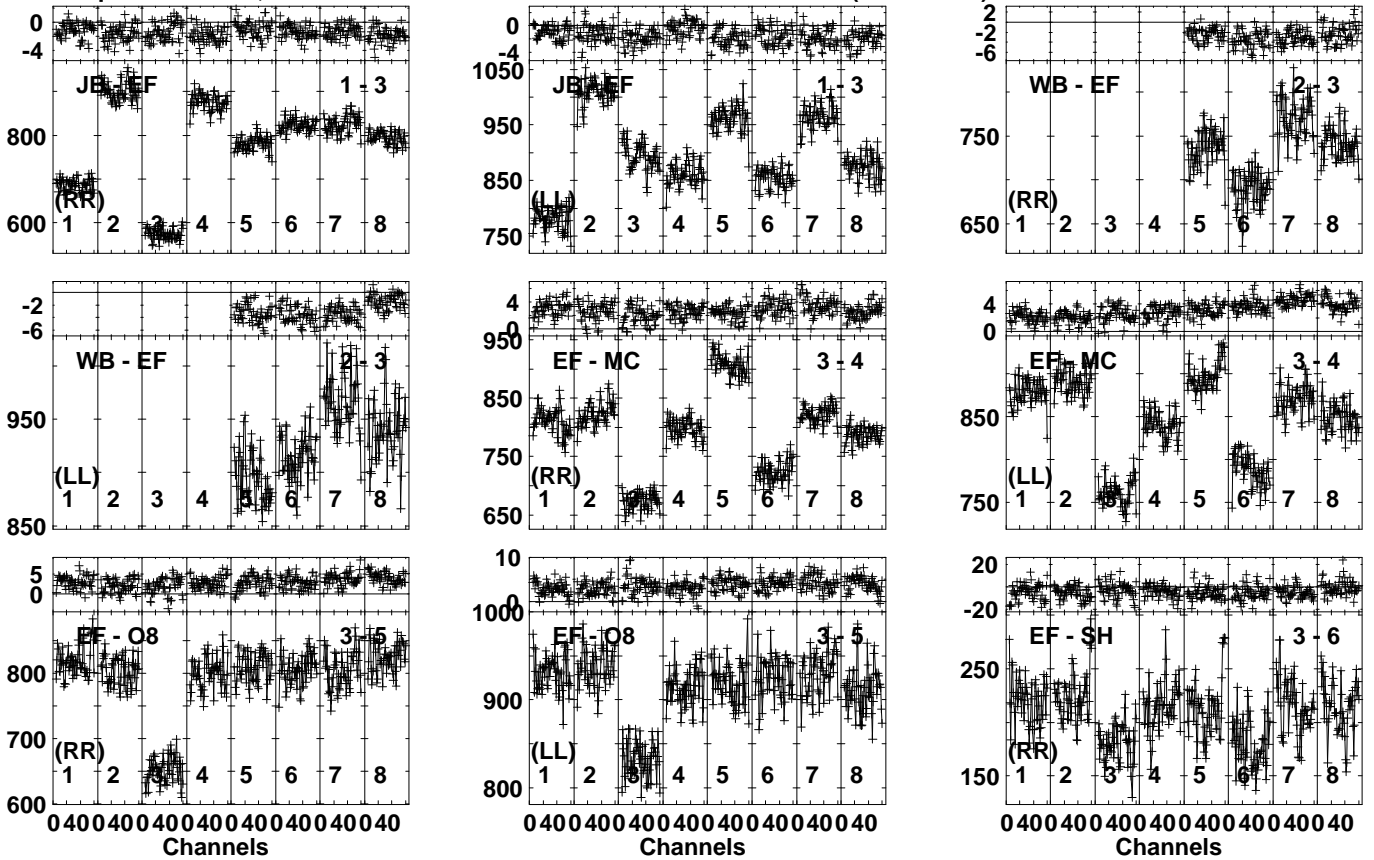 0
-4
JB - EF 1 - 3
800
600
(RR)
1 2 3 4 5 6 7 8
0
-4
1050
JB - EF 1 - 3
950
850
750
(LL)
1 2 3 4 5 6 7 8
2
-2
-6
WB - EF 2 - 3
750
650
(RR)
1 2 3 4 5 6 7 8
-2
-6
WB - EF 2 - 3
950
850
(LL)
1 2 3 4 5 6 7 8
4
0
950
EF - MC 3 - 4
850
750
650
(RR)
1 2 3 4 5 6 7 8
4
0
EF - MC 3 - 4
850
750
(LL)
1 2 3 4 5 6 7 8
5
0
EF - O8 3 - 5
800
700
600
(RR)
1 2 3 4 5 6 7 8
0 40 0 40 0 40 0 40 0 40 0 40 0 40 0 40
Channels
10
0
1000
EF - O8 3 - 5
900
800
(LL)
1 2 3 4 5 6 7 8
0 40 0 40 0 40 0 40 0 40 0 40 0 40 0 40
Channels
20
-20
EF - SH 3 - 6
250
150
(RR)
1 2 3 4 5 6 7 8
0 40 0 40 0 40 0 40 0 40 0 40 0 40 0 40
Channels